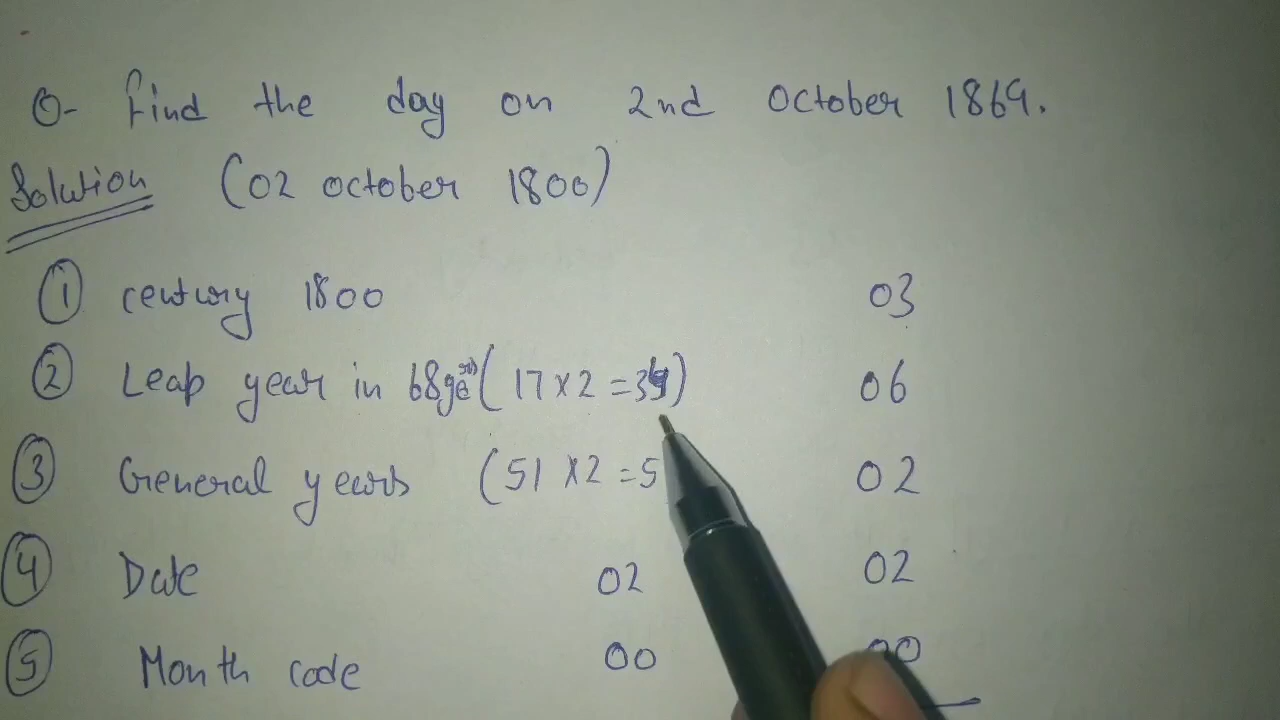 Q- Find the day on 2nd October 1869.
Solution (02 october 1800)
① century 1800 03
② Leap year in 68 (17 x 2 = 34) 06
③ General years (51 x 2 = 5 02
④ Date 02 02
⑤ Month code 00 00